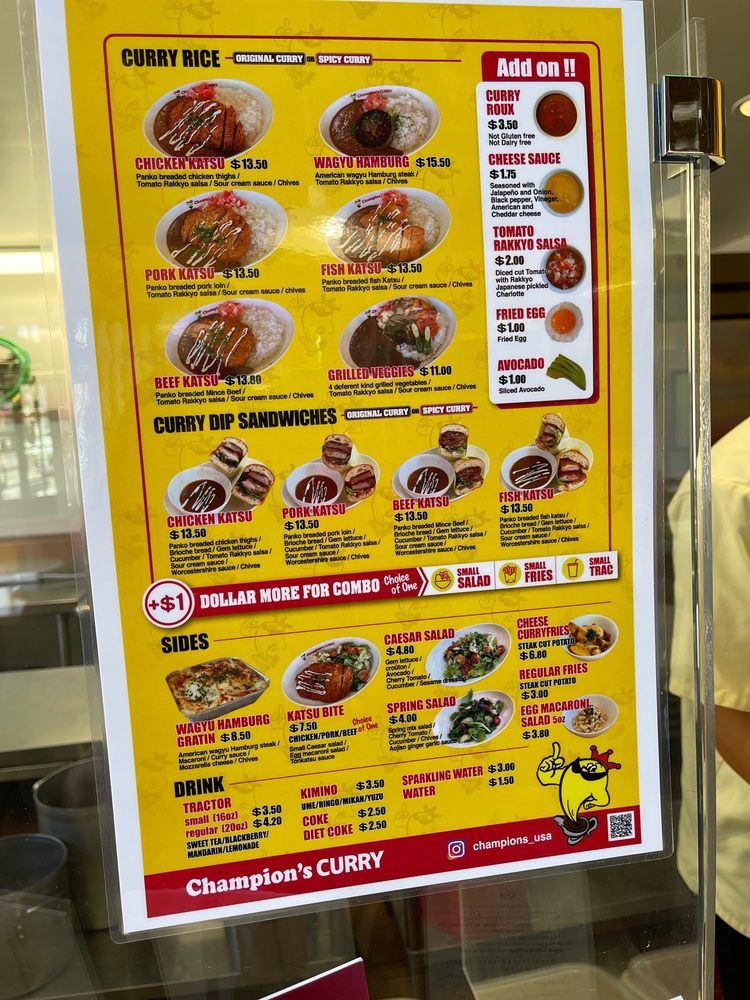 CURRY RICE ORIGINAL CURRY OR SPICY CURRY
CHICKEN KATSU $13.50
Panko breaded chicken thighs /
Tomato Rakkyo salsa / Sour cream sauce / Chives
WAGYU HAMBURG $15.50
American wagyu Hamburg steak /
Tomato Rakkyo salsa / Chives
PORK KATSU $13.50
Panko breaded pork loin /
Tomato Rakkyo salsa / Sour cream sauce / chives
FISH KATSU $13.50
Panko breaded fish Katsu /
Tomato Rakkyo salsa / Sour cream sauce / Chives
BEEF KATSU $13.80
Panko breaded Mince Beef /
Tomato Rakkyo salsa / Sour cream sauce / Chives
GRILLED VEGGIES $11.00
4 deferent kind grilled vegetables /
Tomato Rakkyo salsa / Sour cream sauce / Chives
Add on !!
CURRY
ROUX
$3.50
Not Gluten free
Not Dairy free
CHEESE SAUCE
$1.75
Seasoned with
Jalapeño and Onion,
Black pepper, Vinegar,
American and
Cheddar cheese
TOMATO
RAKKYO SALSA
$2.00
Diced cut Tomato
with Rakkyo
Japanese pickled
Charlotte
FRIED EGG
$1.00
Fried Egg
AVOCADO
$1.00
Sliced Avocado
CURRY DIP SANDWICHES ORIGINAL CURRY OR SPICY CURRY
CHICKEN KATSU
$13.50
Panko breaded chicken thighs /
Brioche bread / Gem lettuce /
Cucumber / Tomato Rakkyo salsa /
Sour cream sauce /
Worcestershire sauce / Chives
PORK KATSU
$13.50
Panko breaded pork loin /
Brioche bread / Gem lettuce /
Cucumber / Tomato Rakkyo salsa /
Sour cream sauce /
Worcestershire sauce / Chives
BEEF KATSU
$13.50
Panko breaded Mince Beef /
Brioche bread / Gem lettuce /
Cucumber / Tomato Rakkyo salsa /
Sour cream sauce /
Worcestershire sauce / Chives
FISH KATSU
$13.50
Panko breaded fish katsu /
Brioche bread / Gem lettuce /
Cucumber / Tomato Rakkyo salsa /
Sour cream sauce /
Worcestershire sauce / Chives
+$1 DOLLAR MORE FOR COMBO Choice of One
SMALL
SALAD
SMALL
FRIES
SMALL
TRAC
SIDES
WAGYU HAMBURG
GRATIN $8.50
American wagyu Hamburg steak /
Macaroni / Curry sauce /
Mozzarella cheese / Chives
KATSU BITE
$7.50
Choice of One
CHICKEN/PORK/BEEF
Small Caesar salad /
Egg macaroni salad /
Tonkatsu sauce
CAESAR SALAD
$4.80
Gem lettuce /
croûton /
Avocado /
Cherry Tomato /
Cucumber / Sesame dressing
SPRING SALAD
$4.00
Spring mix salad /
Cherry Tomato /
Cucumber / Chives /
Aojiso ginger garlic sauce
CHEESE
CURRYFRIES
STEAK CUT POTATO
$6.80
REGULAR FRIES
STEAK CUT POTATO
$3.00
EGG MACARONI
SALAD 5oz
$3.80
DRINK
TRACTOR
small (16oz) $3.50
regular (20oz) $4.20
SWEET TEA/BLACKBERRY/
MANDARIN/LEMONADE
KIMINO $3.50
UME/RINGO/MIKAN/YUZU
COKE $2.50
DIET COKE $2.50
SPARKLING WATER $3.00
WATER $1.50
Champion's CURRY
champions_usa